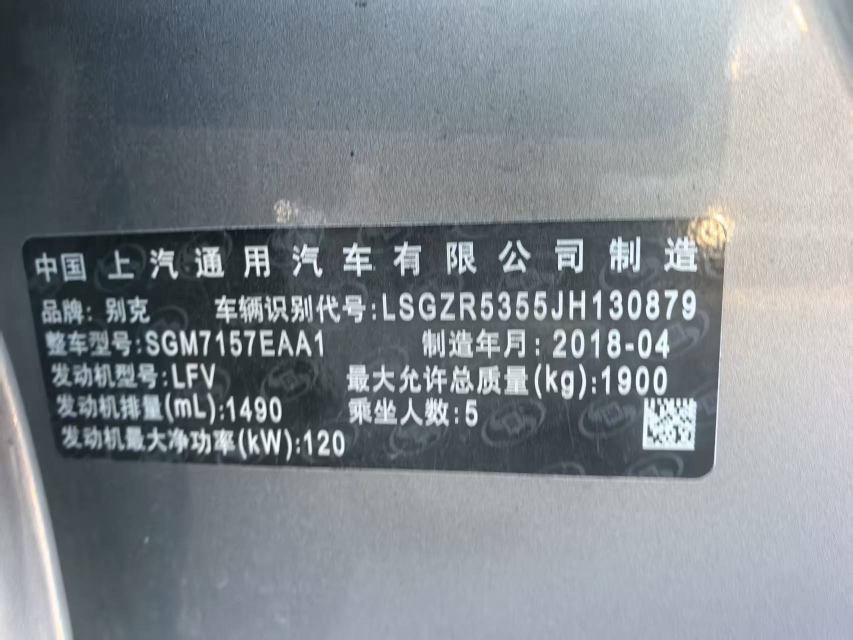 中国上汽通用汽车有限公司制造
品牌: 别克 车辆识别代号:LSGZR5355JH130879
整车型号:SGM7157EAA1 制造年月: 2018-04
发动机型号:LFV 最大允许总质量(kg):1900
发动机排量(mL):1490 乘坐人数:5
发动机最大净功率(kW):120